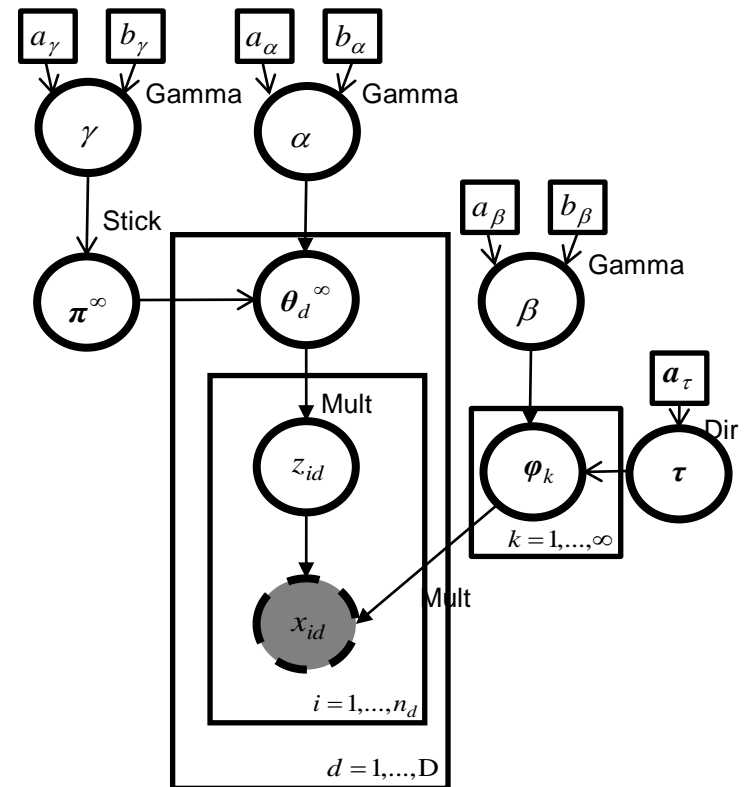 a_γ b_γ a_α b_α
Gamma Gamma
γ α
Stick
a_β b_β
Gamma
π^∞ θ_d^∞ β
a_τ
Mult Dir
z_id φ_k τ
k = 1,...,∞
x_id Mult
i = 1,...,n_d
d = 1,...,D